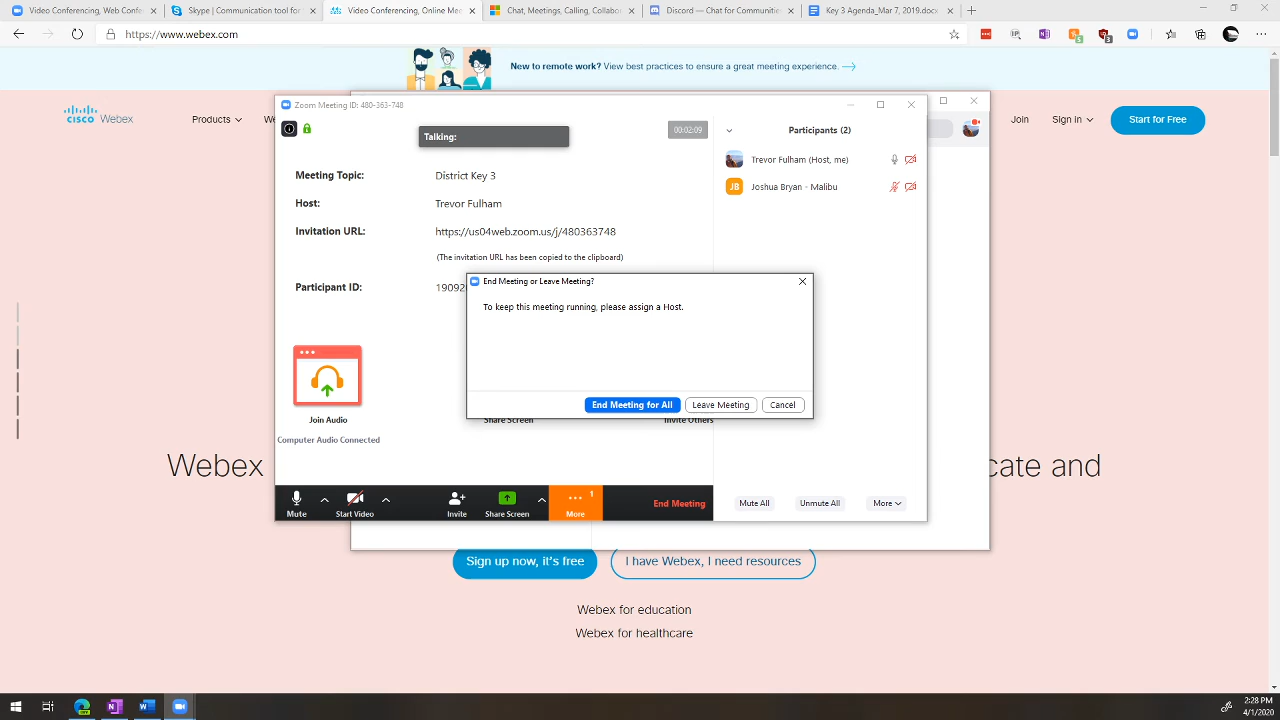 Video Conferencing, Web Confe
Skype | Communication tool for
Video Conferencing, Online Mee
Chat, Meetings, Calling, Collabor
Discord — Chat for Communitie
Key 3 Agenda_Mar 7, 2019.docx
https://www.webex.com
New to remote work? View best practices to ensure a great meeting experience.
CISCO Webex
Products
We
Join
Sign in
Start for Free
Zoom Meeting ID: 480-363-748
Talking:
00:02:09
Participants (2)
Trevor Fulham (Host, me)
JB Joshua Bryan - Malibu
Meeting Topic: District Key 3
Host: Trevor Fulham
Invitation URL: https://us04web.zoom.us/j/480363748
(The invitation URL has been copied to the clipboard)
Participant ID: 19092
End Meeting or Leave Meeting?
To keep this meeting running, please assign a Host.
End Meeting for All
Leave Meeting
Cancel
Join Audio
Share Screen
Invite Others
Computer Audio Connected
Webex
cate and
Mute
Start Video
Invite
Share Screen
1
More
End Meeting
Mute All
Unmute All
More
Sign up now, it's free
I have Webex, I need resources
Webex for education
Webex for healthcare
2:28 PM
4/1/2020